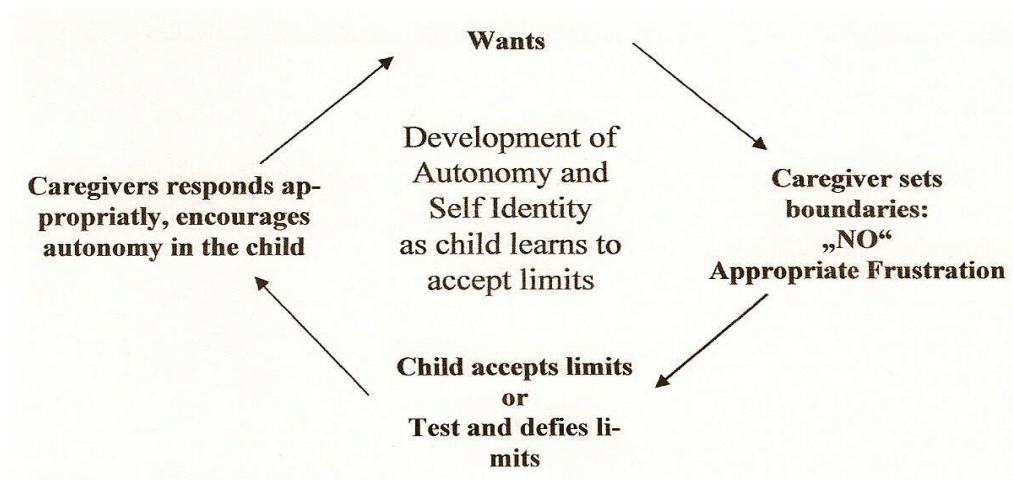 Wants
Development of
Autonomy and
Self Identity
as child learns to
accept limits
Caregivers responds ap-
propriatly, encourages
autonomy in the child
Caregiver sets
boundaries:
„NO“
Appropriate Frustration
Child accepts limits
or
Test and defies li-
mits